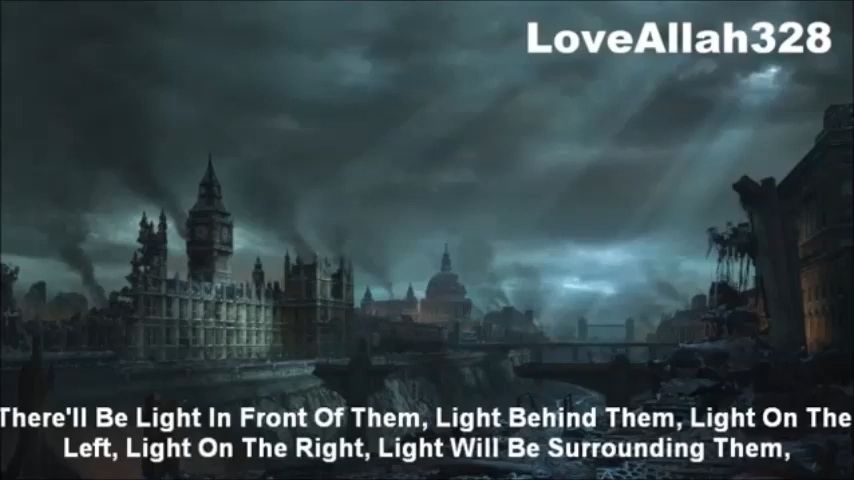 LoveAllah328
There'll Be Light In Front Of Them, Light Behind Them, Light On The
Left, Light On The Right, Light Will Be Surrounding Them,